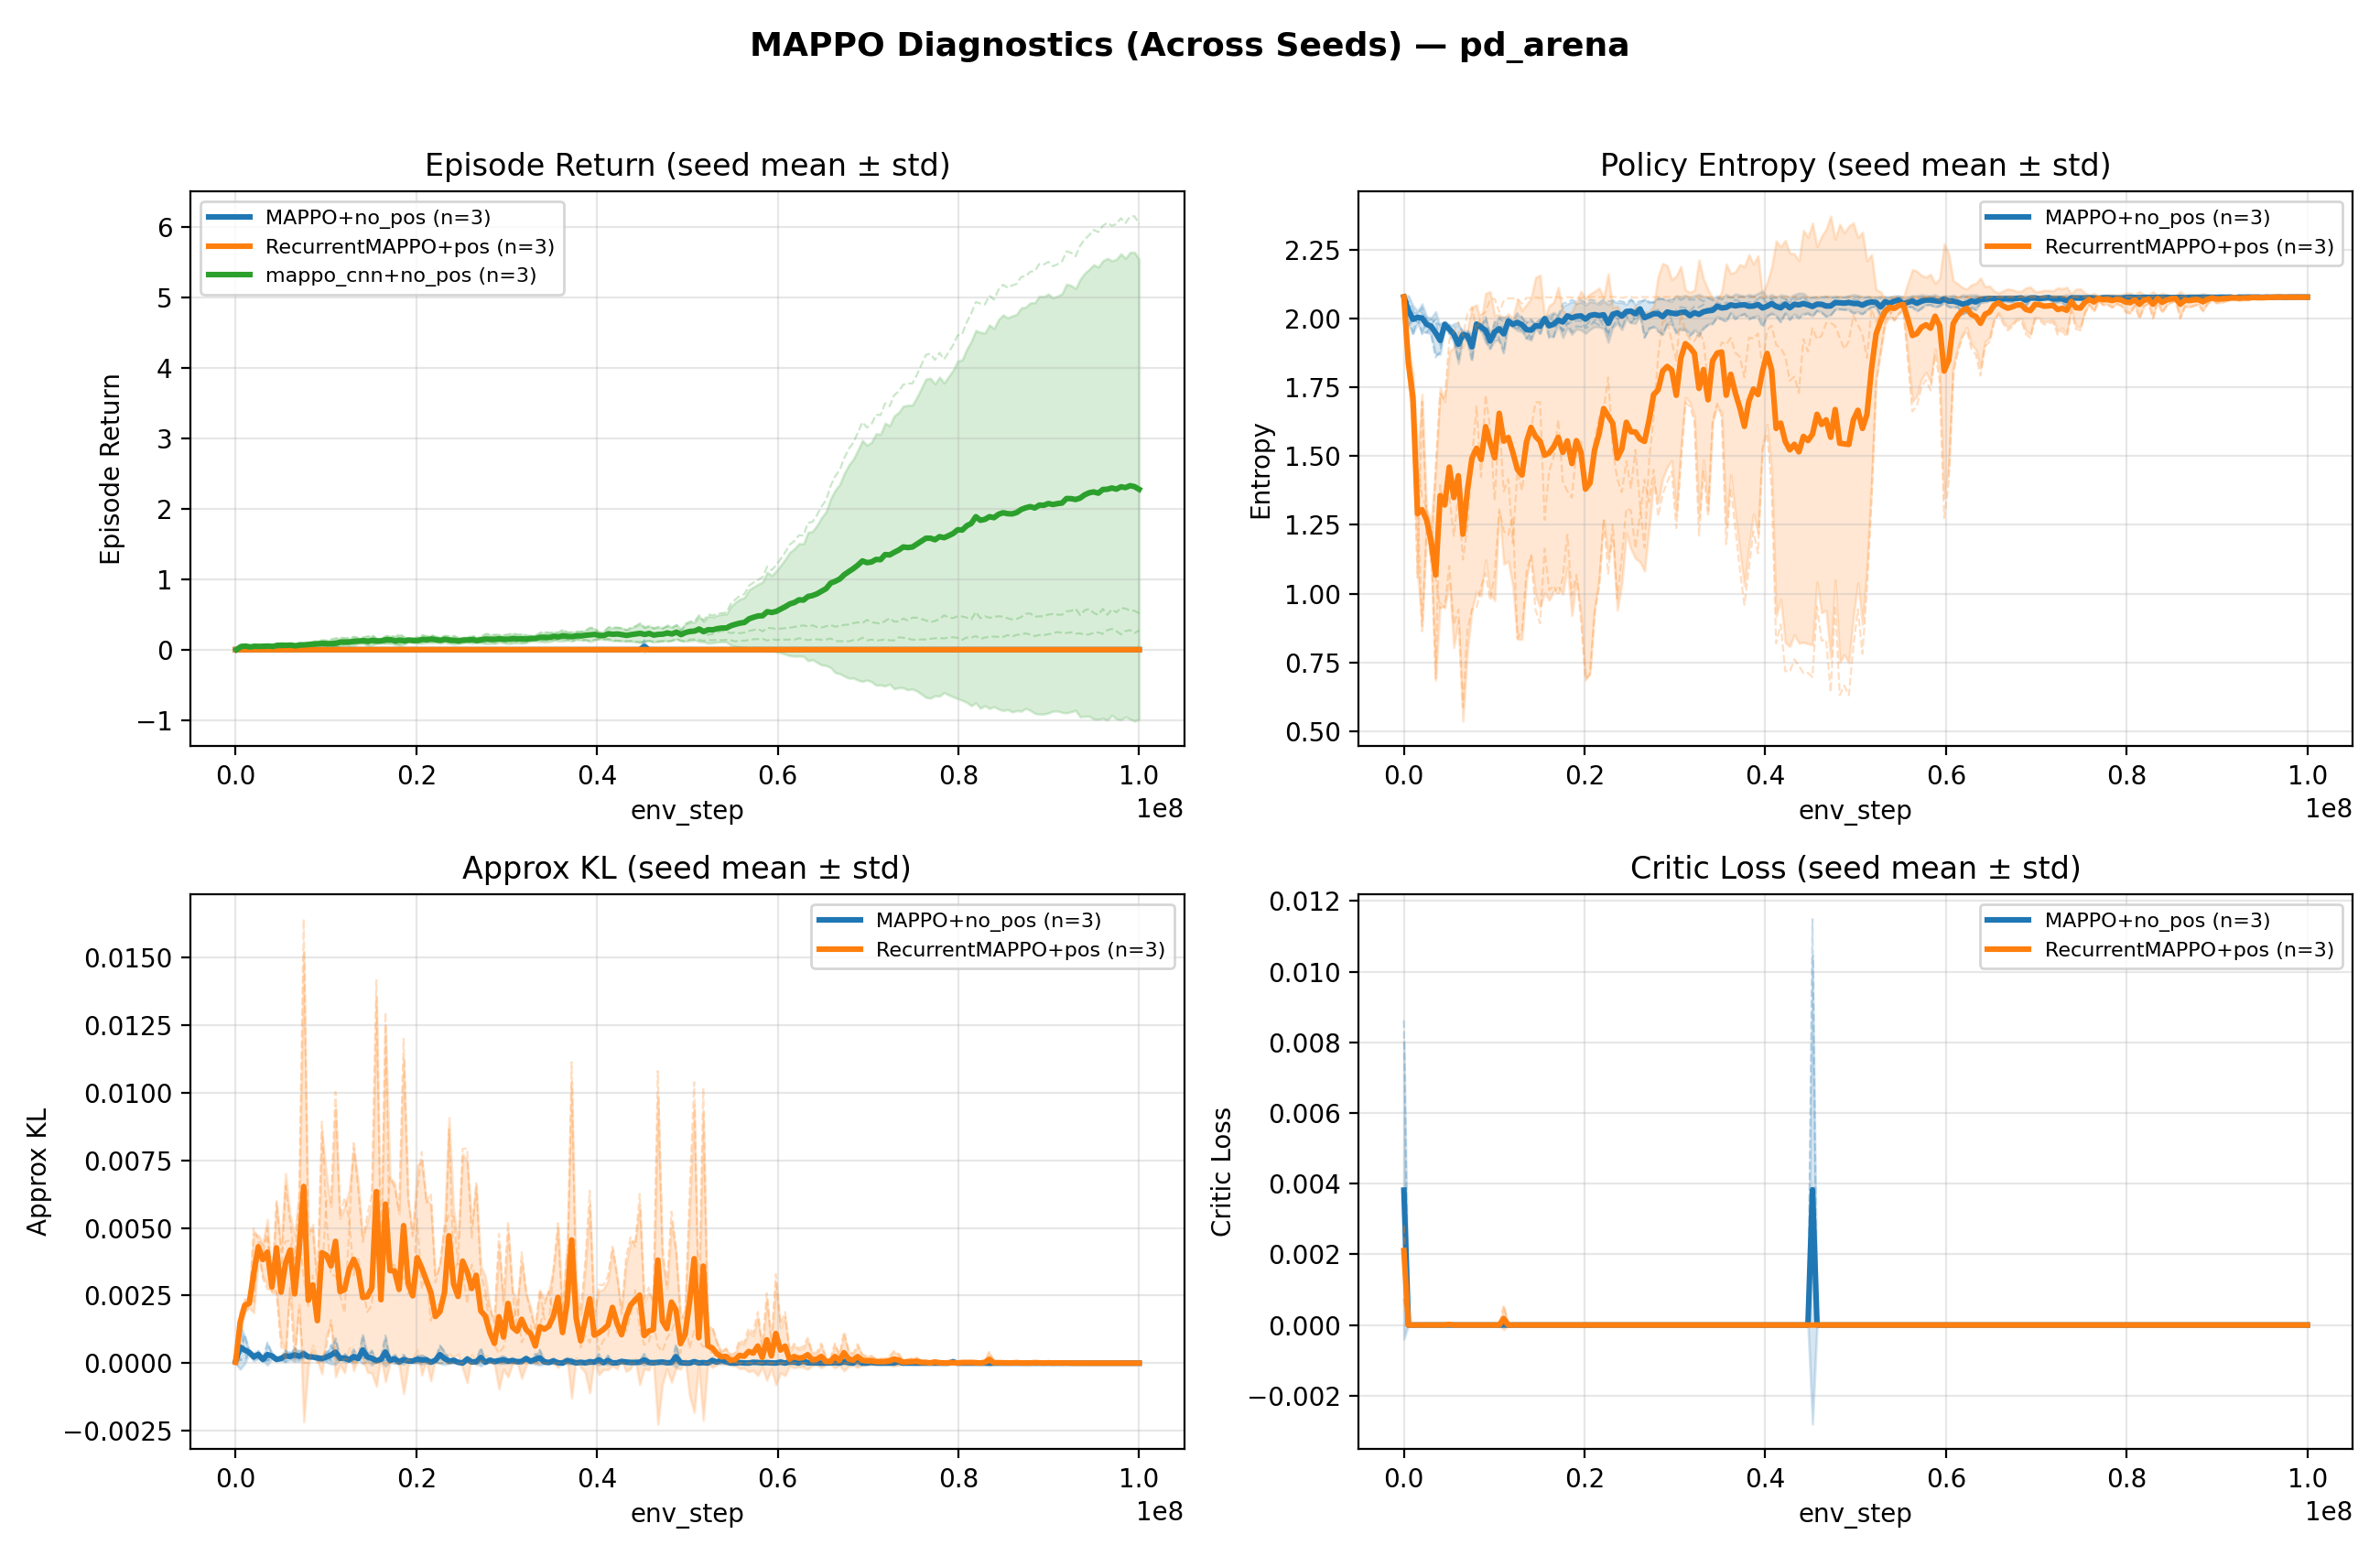 MAPPO Diagnostics (Across Seeds) — pd_arena
Episode Return (seed mean ± std)
MAPPO+no_pos (n=3)
RecurrentMAPPO+pos (n=3)
mappo_cnn+no_pos (n=3)
Episode Return
6
5
4
3
2
1
0
−1
0.0 0.2 0.4 0.6 0.8 1.0
1e8
env_step
Policy Entropy (seed mean ± std)
MAPPO+no_pos (n=3)
RecurrentMAPPO+pos (n=3)
Entropy
2.25
2.00
1.75
1.50
1.25
1.00
0.75
0.50
0.0 0.2 0.4 0.6 0.8 1.0
1e8
env_step
Approx KL (seed mean ± std)
MAPPO+no_pos (n=3)
RecurrentMAPPO+pos (n=3)
Approx KL
0.0150
0.0125
0.0100
0.0075
0.0050
0.0025
0.0000
−0.0025
0.0 0.2 0.4 0.6 0.8 1.0
1e8
env_step
Critic Loss (seed mean ± std)
MAPPO+no_pos (n=3)
RecurrentMAPPO+pos (n=3)
Critic Loss
0.012
0.010
0.008
0.006
0.004
0.002
0.000
−0.002
0.0 0.2 0.4 0.6 0.8 1.0
1e8
env_step